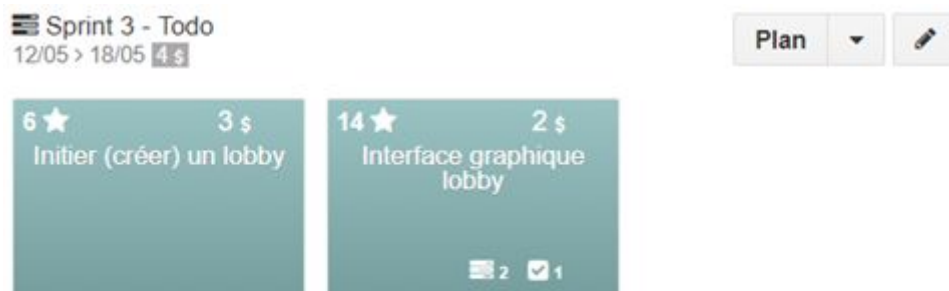 Sprint 3 - Todo
12/05 > 18/05 4 $
Plan
6 3 $
Initier (créer) un lobby
14 2 $
Interface graphique
lobby
2 1